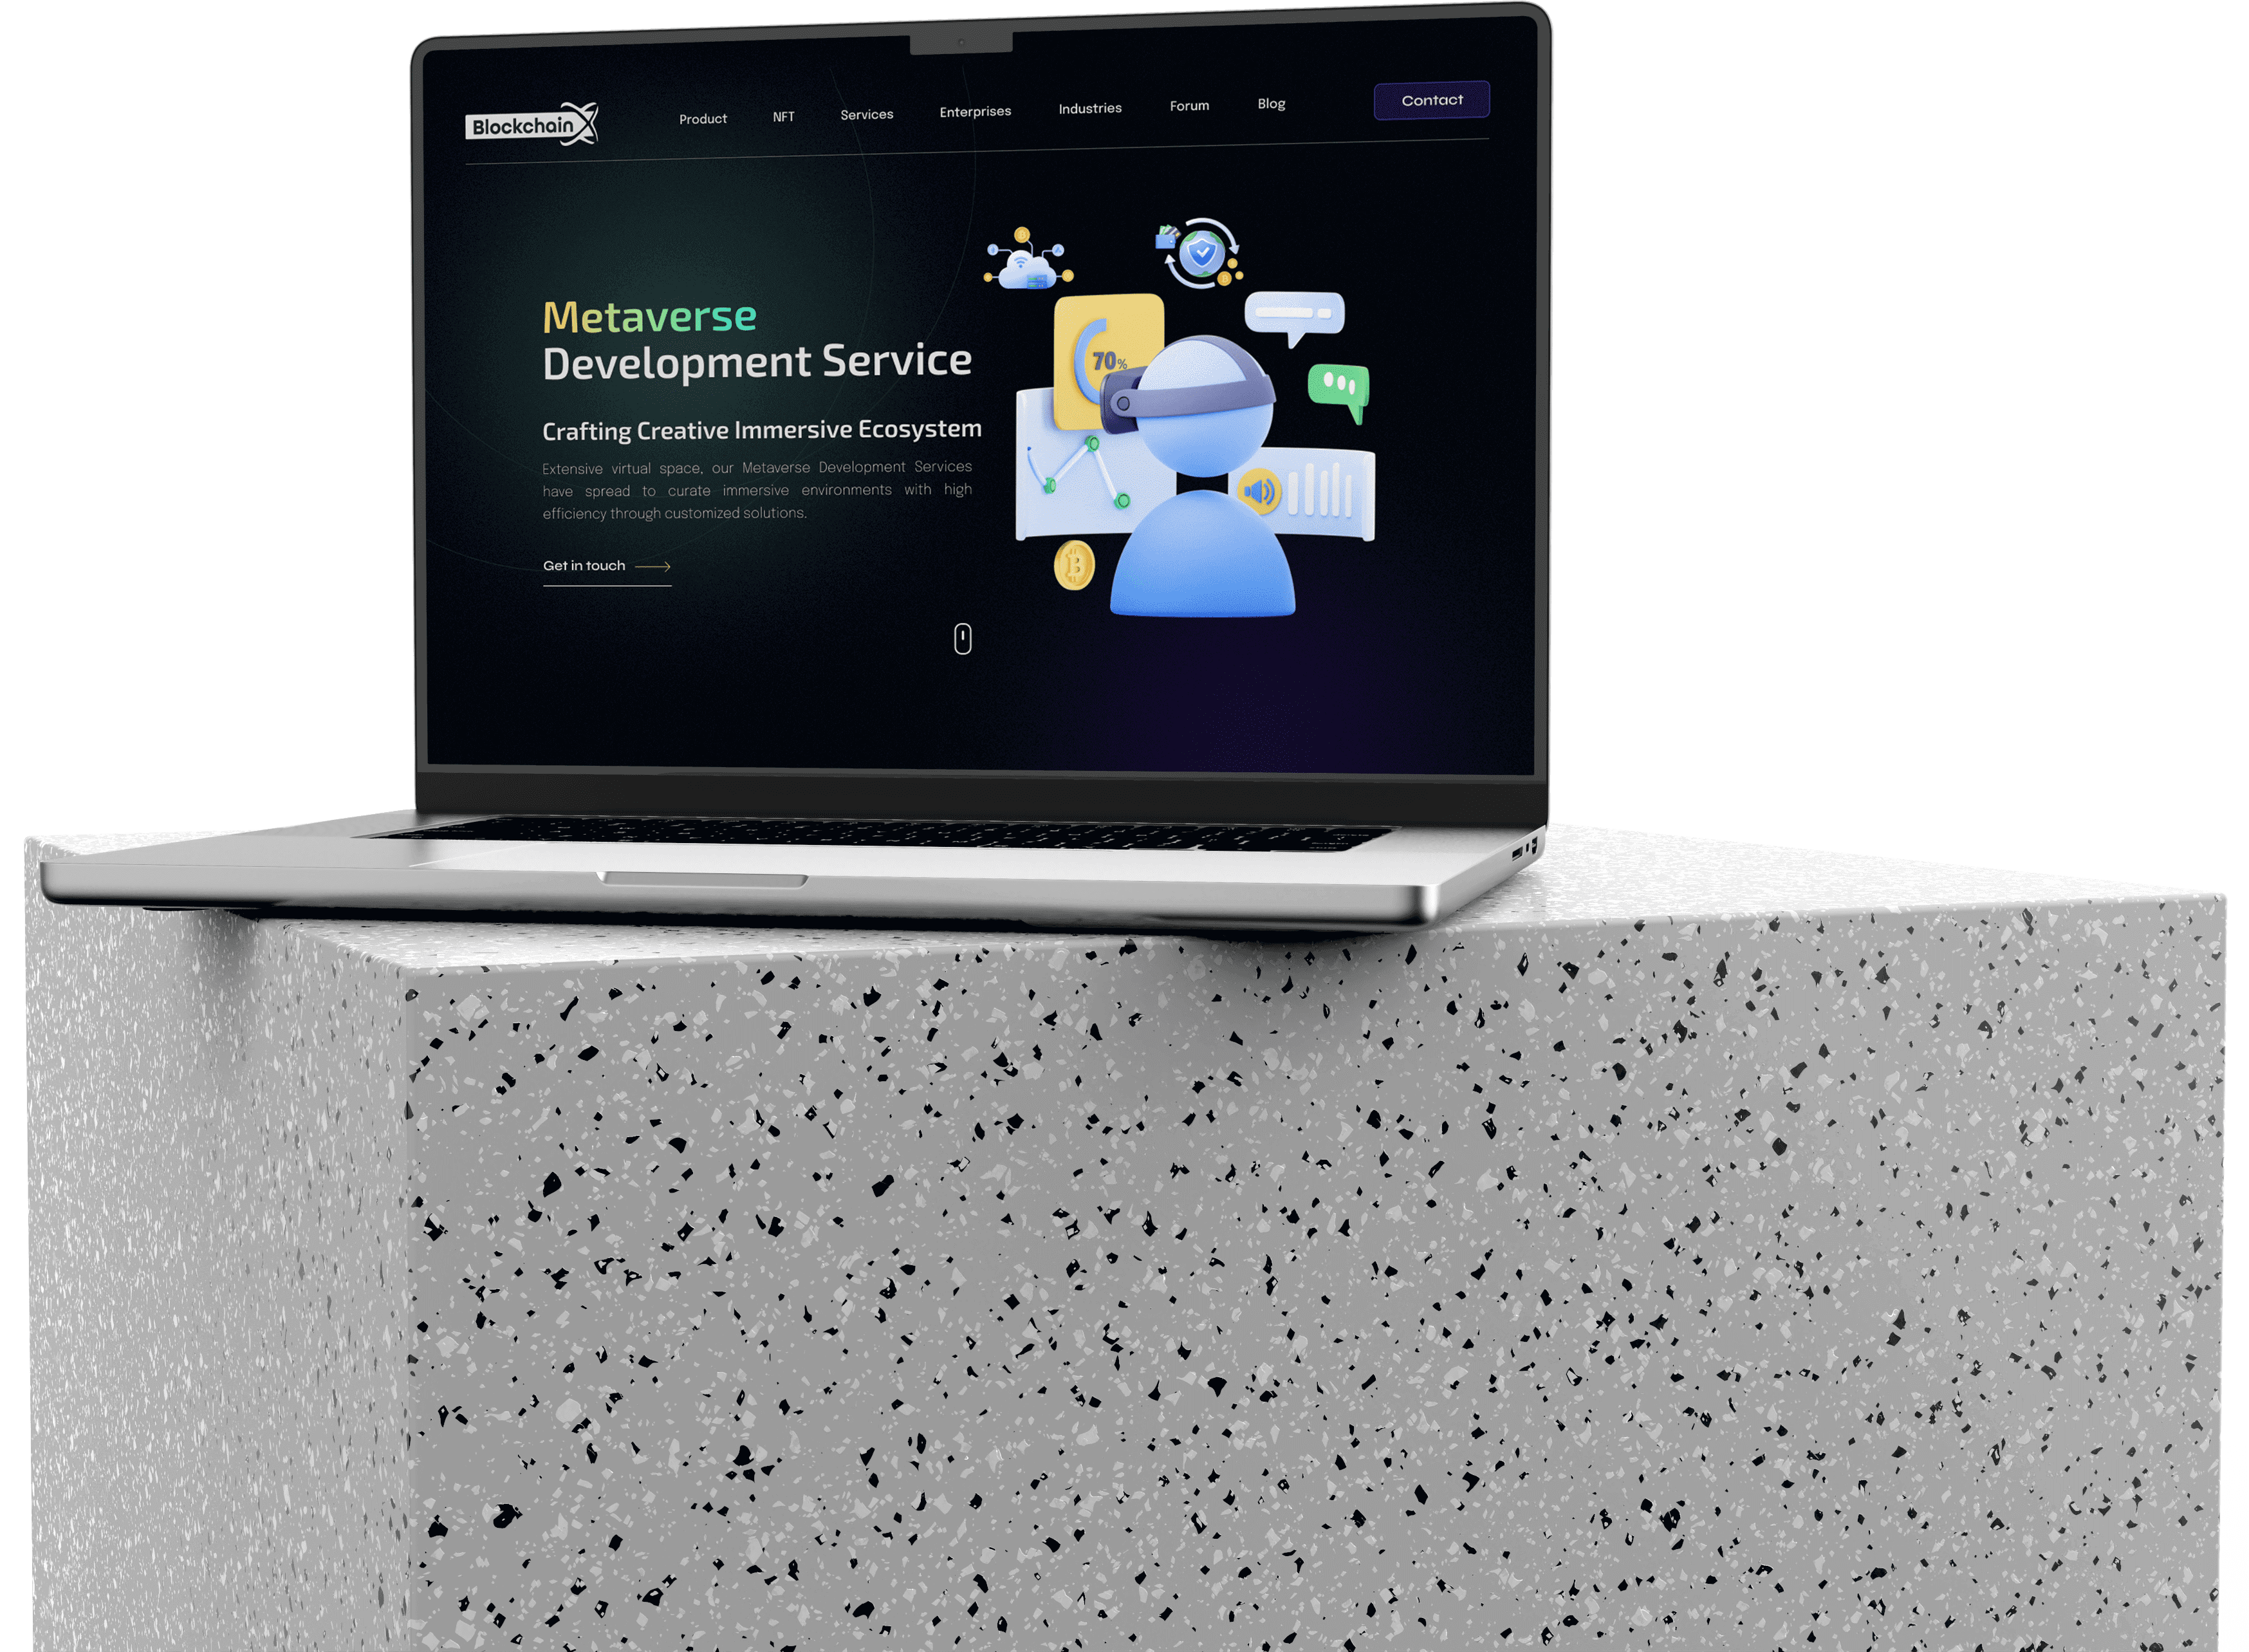 BlockchainX
Product NFT Services Enterprises Industries Forum Blog Contact
Metaverse
Development Service
Crafting Creative Immersive Ecosystem
Extensive virtual space, our Metaverse Development Services
have spread to curate immersive environments with high
efficiency through customized solutions.
Get in touch
70%